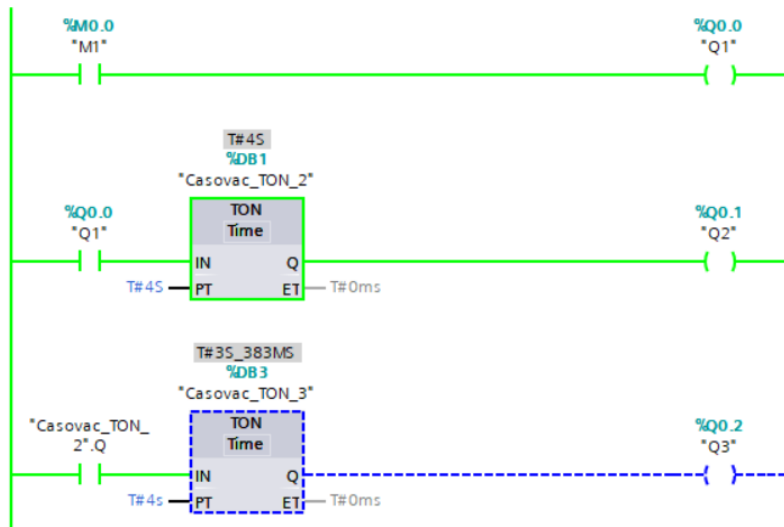 %M0.0
"M1"
%Q0.0
"Q1"
T#4S
%DB1
"Casovac_TON_2"
%Q0.0
"Q1"
TON
Time
%Q0.1
"Q2"
IN Q
T#4S PT ET T#0ms
T#3S_383MS
%DB3
"Casovac_TON_3"
"Casovac_TON_
2".Q
TON
Time
%Q0.2
"Q3"
IN Q
T#4s PT ET T#0ms